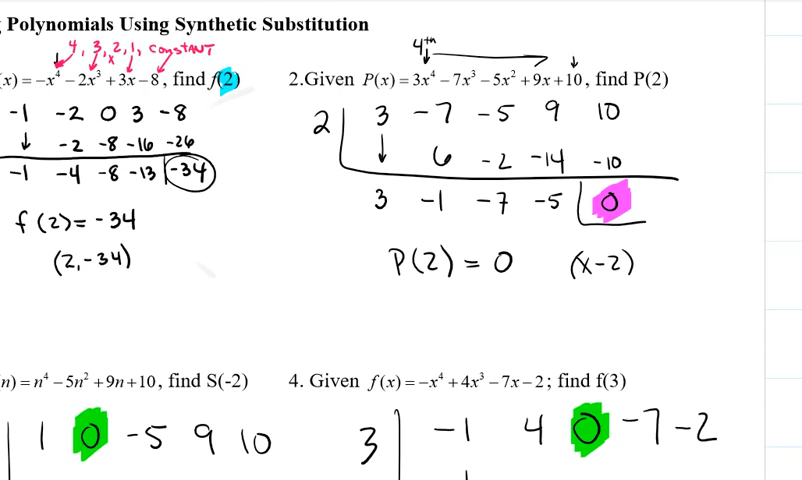 Polynomials Using Synthetic Substitution
4, 3, 2, 1, CONSTANT
x
(x) = −x⁴ − 2x³ + 3x − 8, find f(2)
-1 -2 0 3 -8
↓ -2 -8 -16 -26
-1 -4 -8 -13 -34
f(2) = -34
(2, -34)
4th
2.Given P(x) = 3x⁴ − 7x³ − 5x² + 9x + 10, find P(2)
2 3 -7 -5 9 10
↓ 6 -2 -14 -10
3 -1 -7 -5 0
P(2) = 0 (x-2)
(n) = n⁴ − 5n² + 9n + 10, find S(-2)
1 0 -5 9 10
4. Given f(x) = −x⁴ + 4x³ − 7x − 2; find f(3)
3 -1 4 0 -7 -2